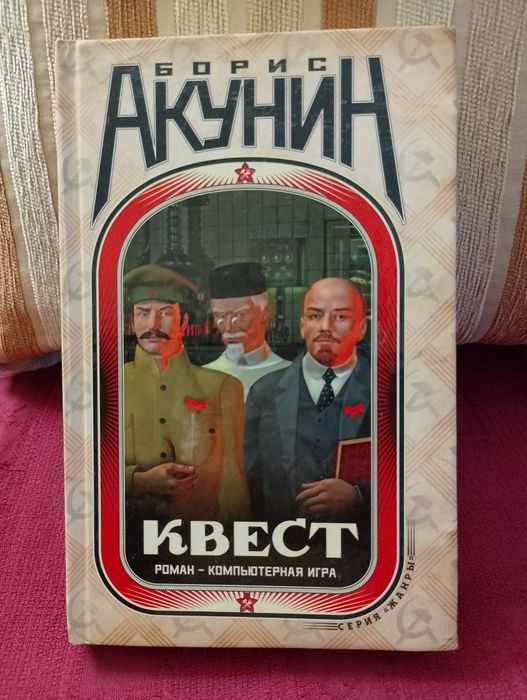 БОРИС
АКУНИН
КВЕСТ
РОМАН – КОМПЬЮТЕРНАЯ ИГРА
СЕРИЯ «ЖАНРЫ»